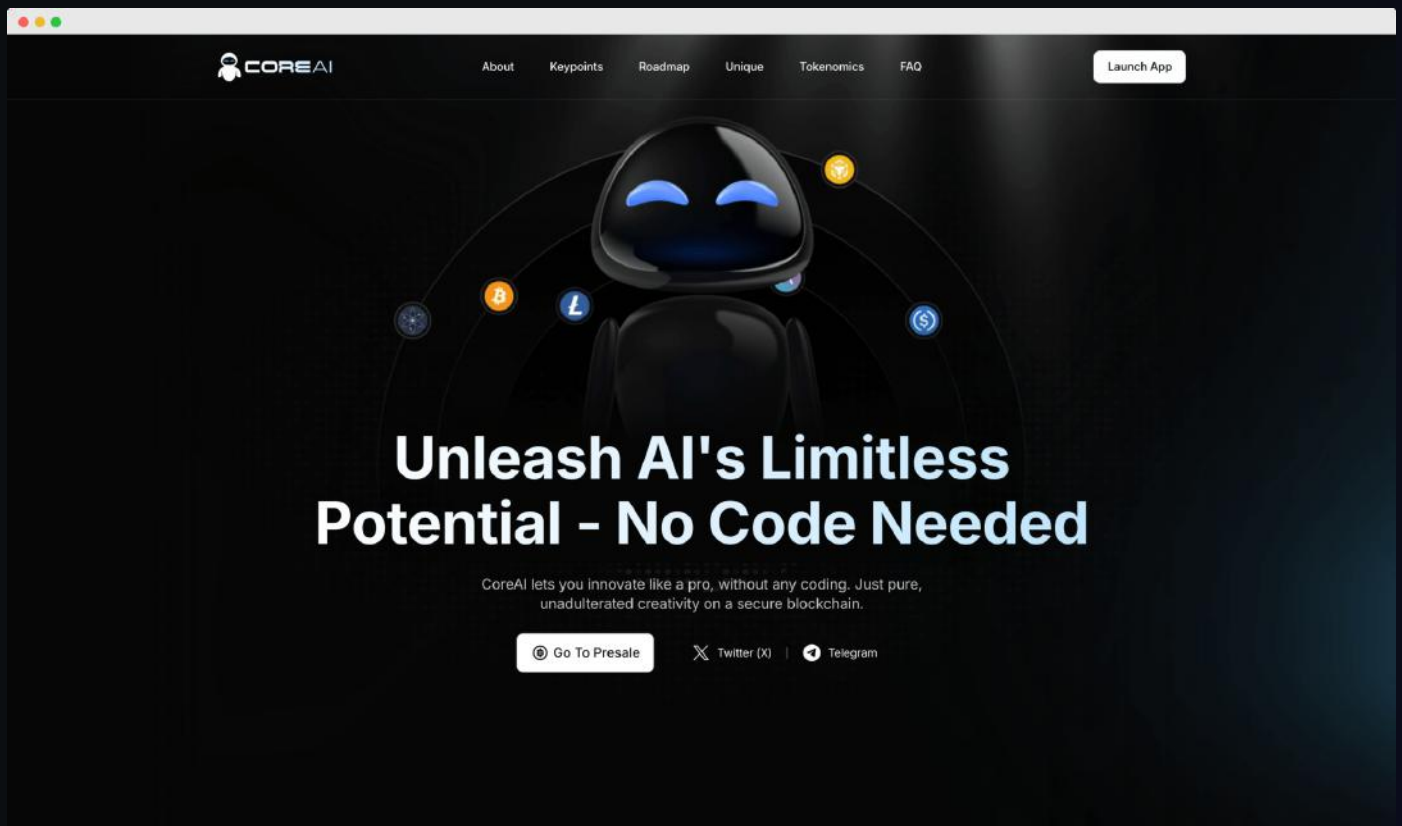 COREAI
About
Keypoints
Roadmap
Unique
Tokenomics
FAQ
Launch App
Unleash AI's Limitless
Potential - No Code Needed
CoreAI lets you innovate like a pro, without any coding. Just pure,
unadulterated creativity on a secure blockchain.
Go To Presale
Twitter (X)
|
Telegram